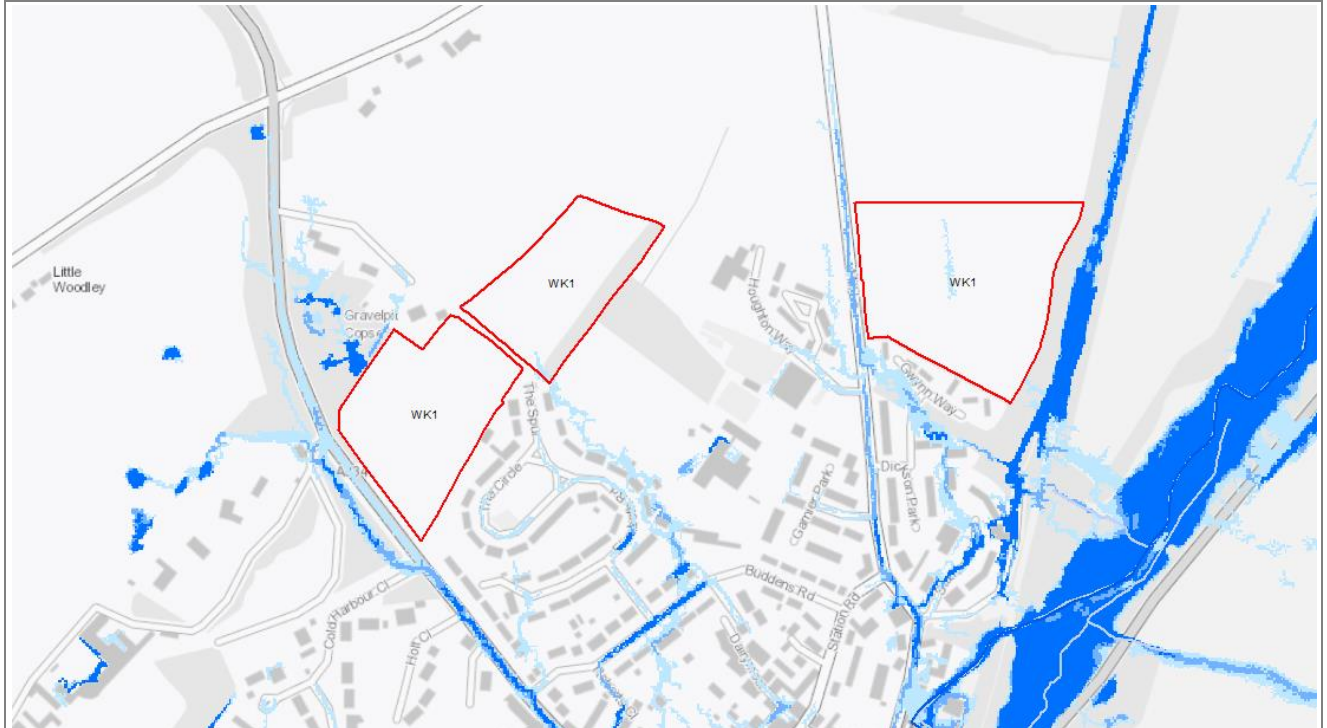 Little
Woodley
Gravelpit
Copse
WK1
WK1
WK1
Houghton Way
Gwynn Way
The Spur
The Circle
Dickson Park
Garnier Park
Buddens Rd
Station Rd
Cold Harbour Cl
Holt Cl